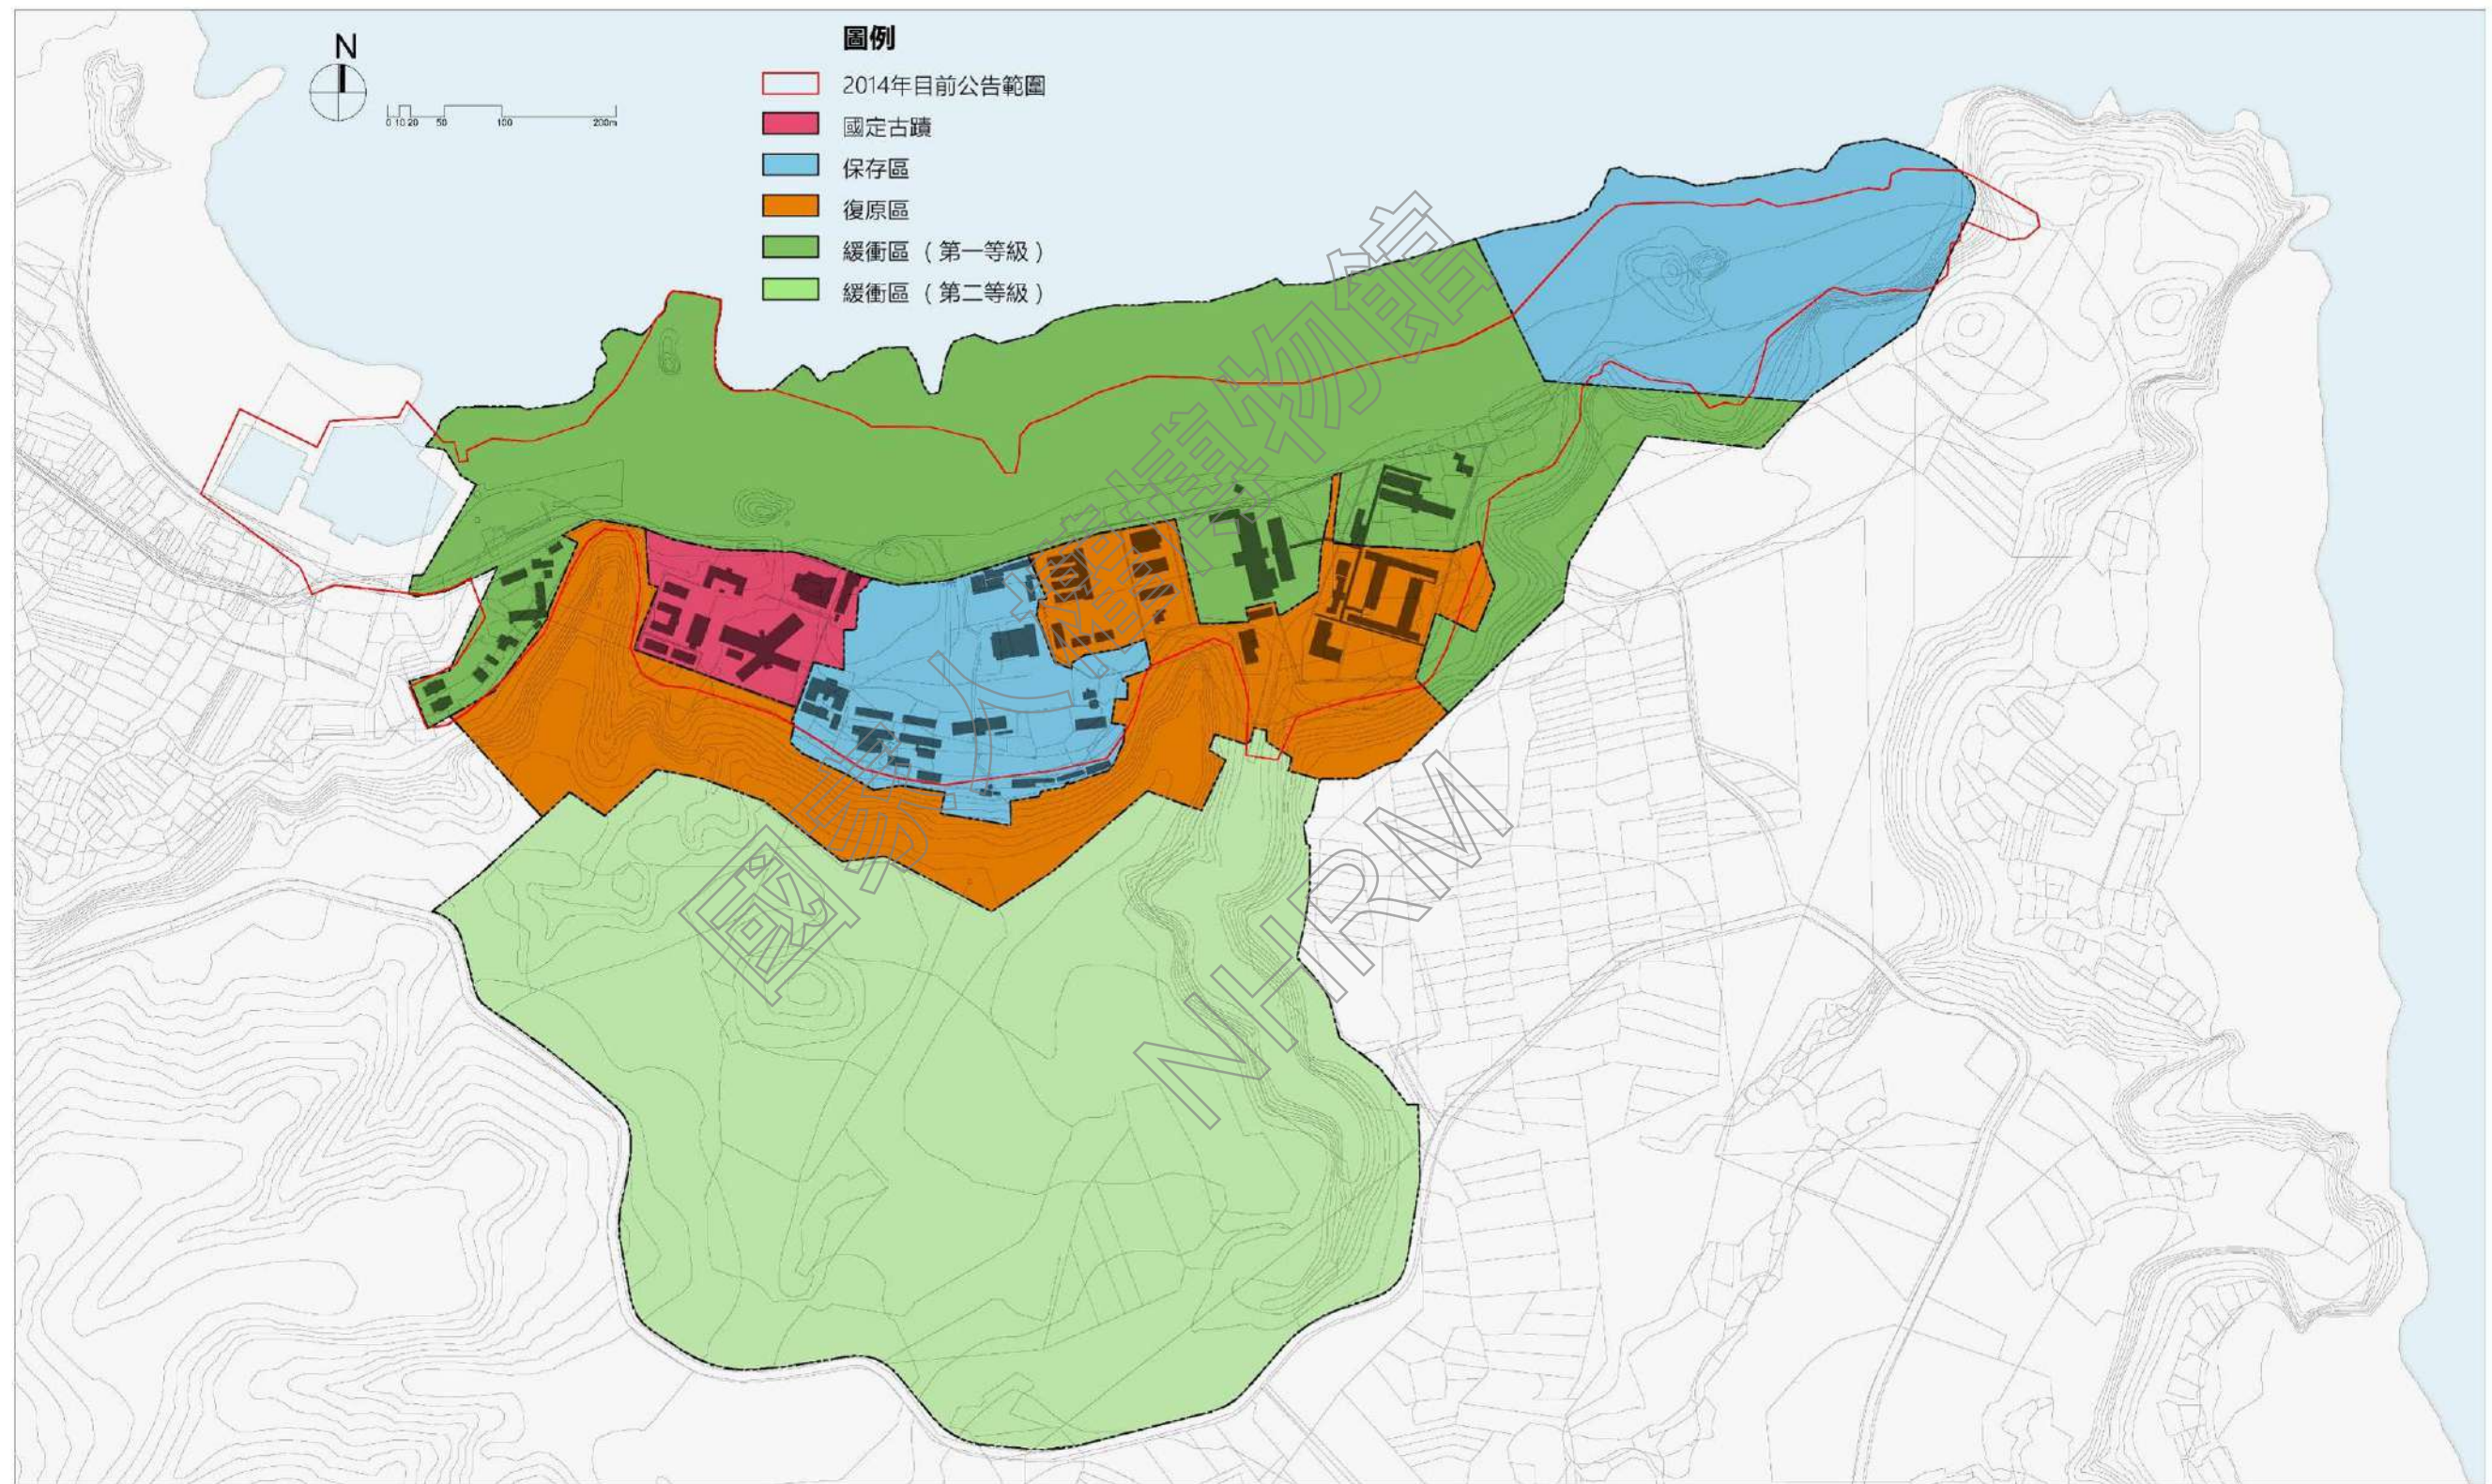 N
0 10 20 50 100 200m
圖例
2014年目前公告範圍
國定古蹟
保存區
復原區
緩衝區（第一等級）
緩衝區（第二等級）
國家人權博物館
NHRM